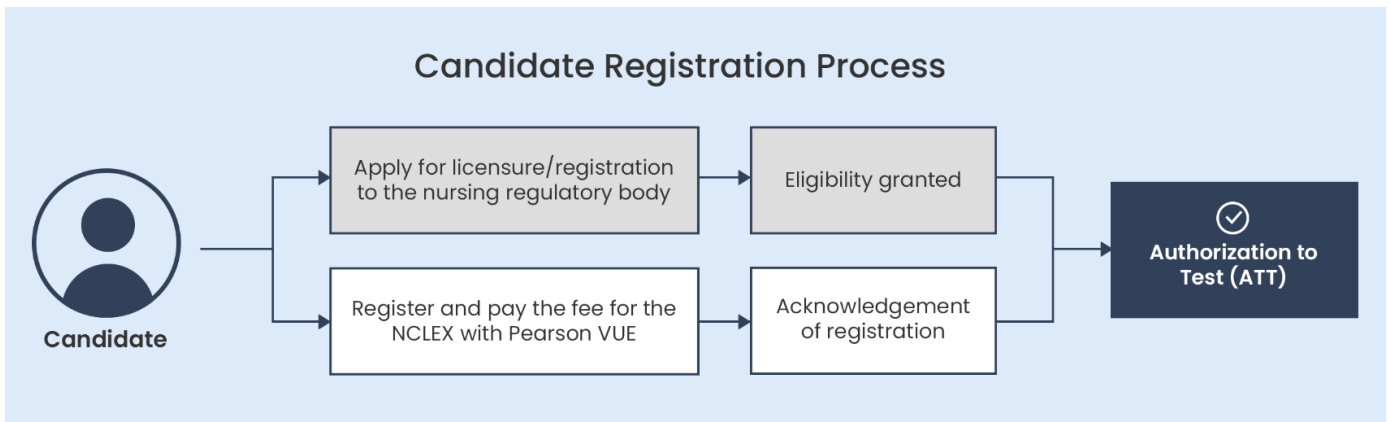 Candidate Registration Process
Apply for licensure/registration
to the nursing regulatory body
Eligibility granted
Authorization to
Test (ATT)
Register and pay the fee for the
NCLEX with Pearson VUE
Acknowledgement
of registration
Candidate